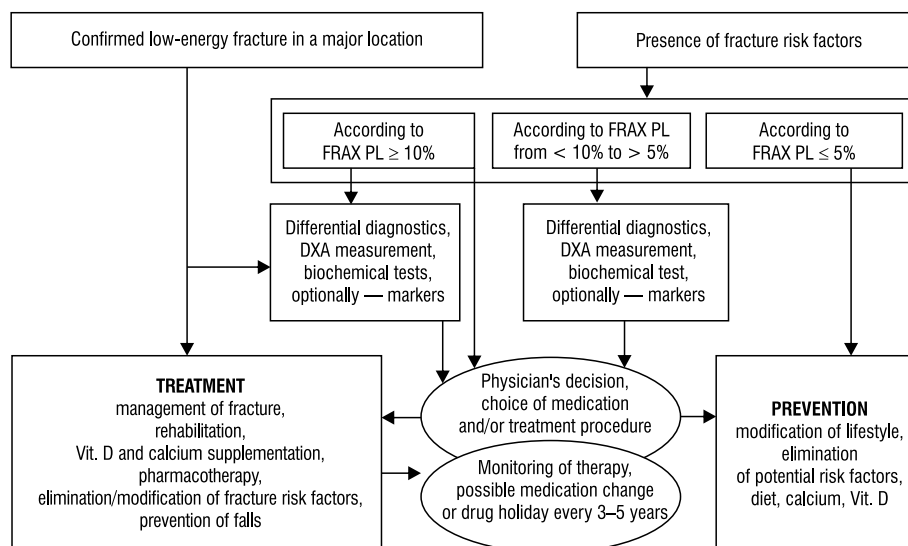 Confirmed low-energy fracture in a major location
Presence of fracture risk factors
According to
FRAX PL ≥ 10%
According to FRAX PL
from < 10% to > 5%
According to
FRAX PL ≤ 5%
Differential diagnostics,
DXA measurement,
biochemical tests,
optionally — markers
Differential diagnostics,
DXA measurement,
biochemical test,
optionally — markers
TREATMENT
management of fracture,
rehabilitation,
Vit. D and calcium supplementation,
pharmacotherapy,
elimination/modification of fracture risk factors,
prevention of falls
Physician's decision,
choice of medication
and/or treatment procedure
Monitoring of therapy,
possible medication change
or drug holiday every 3–5 years
PREVENTION
modification of lifestyle,
elimination
of potential risk factors,
diet, calcium, Vit. D